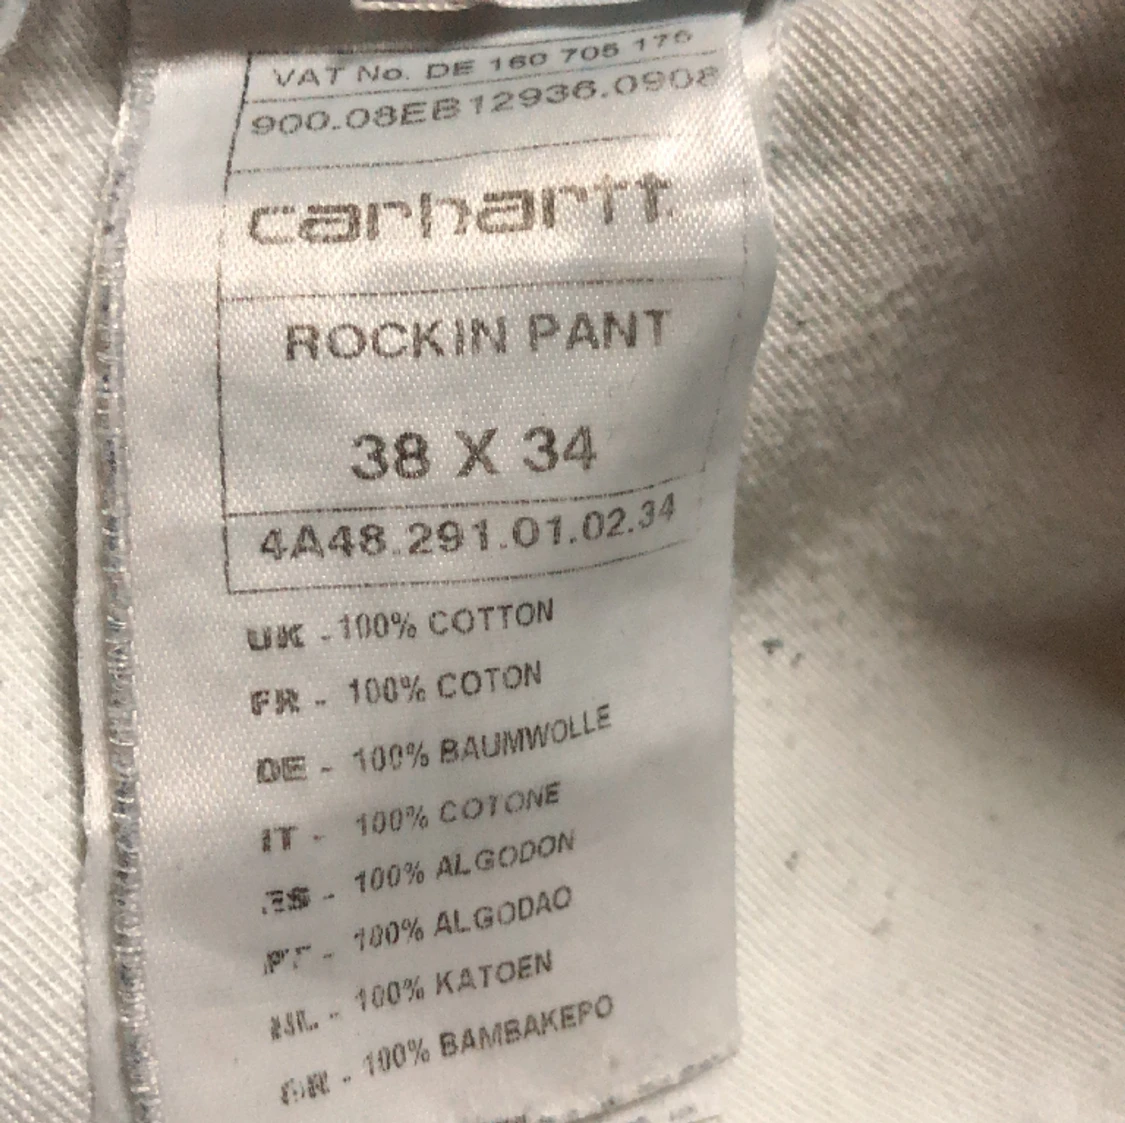 VAT No. DE 160 705 176
900.08EB12936.0908
carhartt
ROCKIN PANT
38 X 34
4A48.291.01.02.34
UK - 100% COTTON
FR - 100% COTON
DE - 100% BAUMWOLLE
IT - 100% COTONE
ES - 100% ALGODON
PT - 100% ALGODAO
NL - 100% KATOEN
GR - 100% BAMBAKEPO